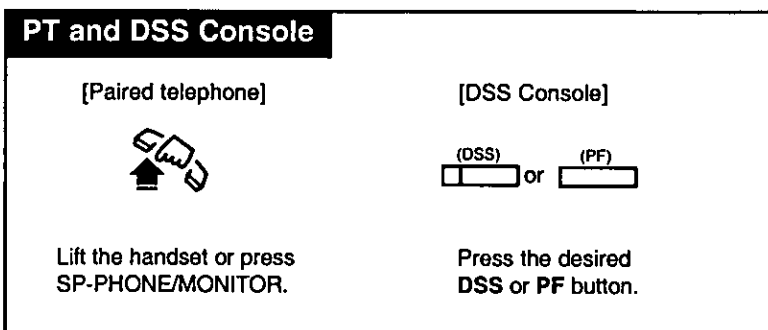 PT and DSS Console
[Paired telephone]
Lift the handset or press
SP-PHONE/MONITOR.
[DSS Console]
(DSS) or (PF)
Press the desired
DSS or PF button.